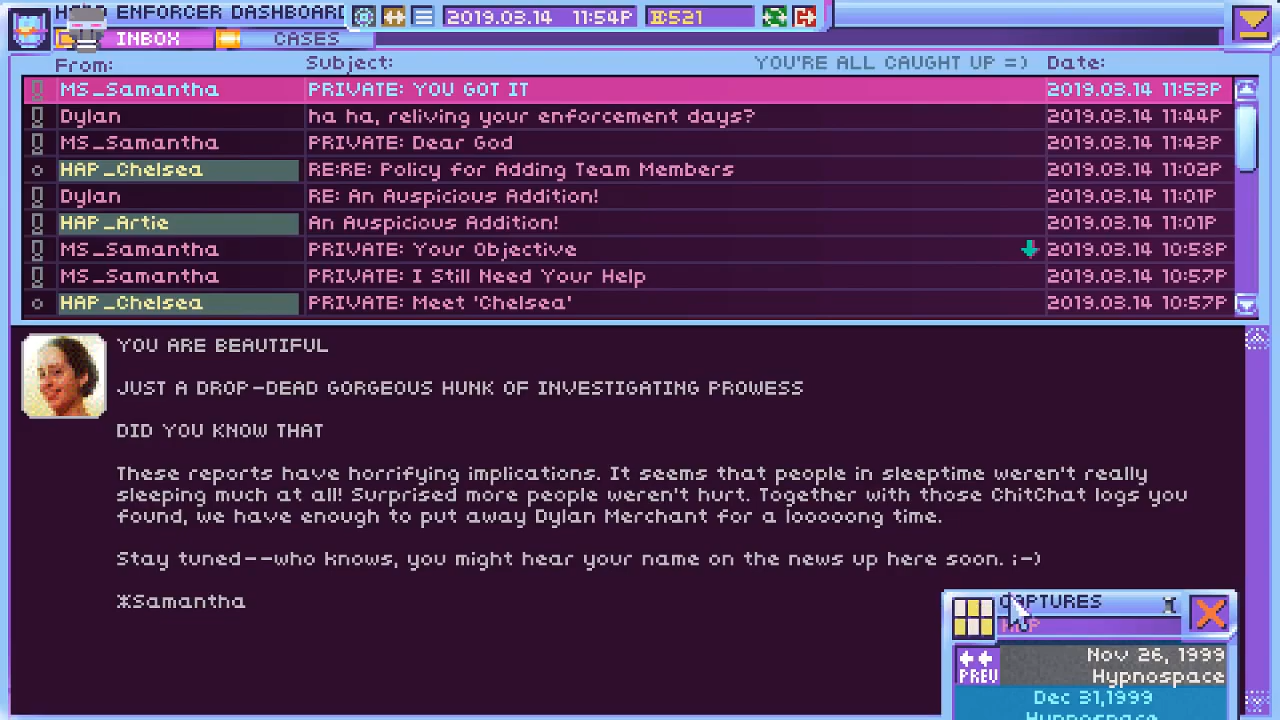 ENFORCER DASHBOARD
2019.03.14 11:54P
521
INBOX
CASES
From:
Subject:
YOU'RE ALL CAUGHT UP =)
Date:
MS_Samantha PRIVATE: YOU GOT IT 2019.03.14 11:53P
Dylan ha ha, reliving your enforcement days? 2019.03.14 11:44P
MS_Samantha PRIVATE: Dear God 2019.03.14 11:43P
HAP_Chelsea RE:RE: Policy for Adding Team Members 2019.03.14 11:02P
Dylan RE: An Auspicious Addition! 2019.03.14 11:01P
HAP_Artie An Auspicious Addition! 2019.03.14 11:01P
MS_Samantha PRIVATE: Your Objective 2019.03.14 10:58P
MS_Samantha PRIVATE: I Still Need Your Help 2019.03.14 10:57P
HAP_Chelsea PRIVATE: Meet 'Chelsea' 2019.03.14 10:57P
YOU ARE BEAUTIFUL
JUST A DROP-DEAD GORGEOUS HUNK OF INVESTIGATING PROWESS
DID YOU KNOW THAT
These reports have horrifying implications. It seems that people in sleeptime weren't really
sleeping much at all! Surprised more people weren't hurt. Together with those ChitChat logs you
found, we have enough to put away Dylan Merchant for a looooong time.
Stay tuned--who knows, you might hear your name on the news up here soon. ;-)
*Samantha
CAPTURES
PREV
Nov 26, 1999
Hypnospace
Dec 31,1999
Hypnospace